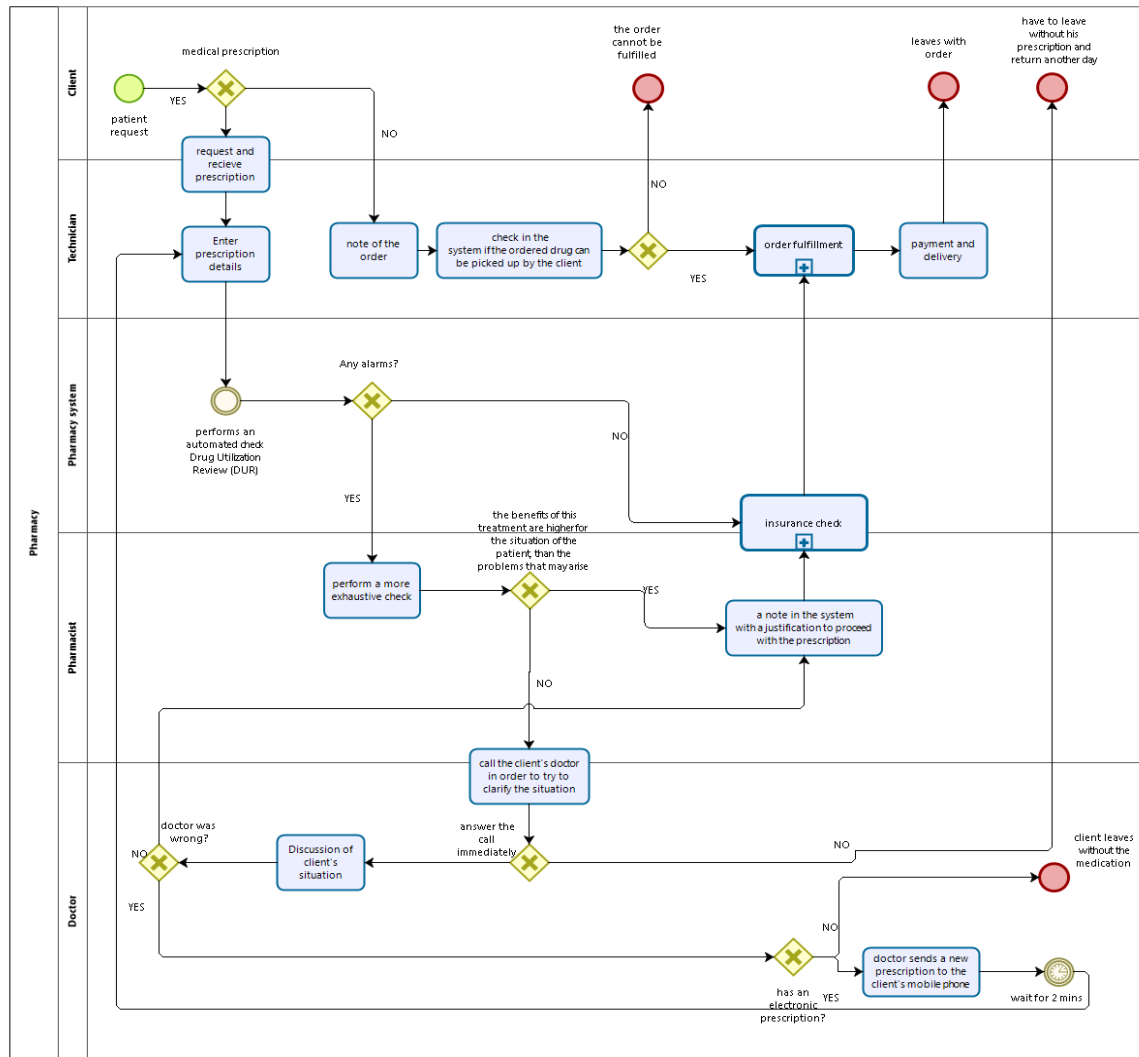 Pharmacy
Client
medical prescription
YES
patient
request
NO
request and
recieve
prescription
the order
cannot be
fulfilled
leaves with
order
have to leave
without his
prescription and
return another day
Technician
Enter
prescription
details
note of the
order
check in the
system if the ordered drug can
be picked up by the client
NO
YES
order fulfillment
payment and
delivery
Pharmacy system
performs an
automated check
Drug Utilization
Review (DUR)
Any alarms?
NO
YES
insurance check
Pharmacist
perform a more
exhaustive check
the benefits of this
treatment are higher for
the situation of the
patient, than the
problems that may arise
YES
a note in the system
with a justification to proceed
with the prescription
NO
call the client's doctor
in order to try to
clarify the situation
Doctor
doctor was
wrong?
NO
YES
Discussion of
client's
situation
answer the
call
immediately
NO
client leaves
without the
medication
NO
has an
electronic
prescription?
YES
doctor sends a new
prescription to the
client's mobile phone
wait for 2 mins